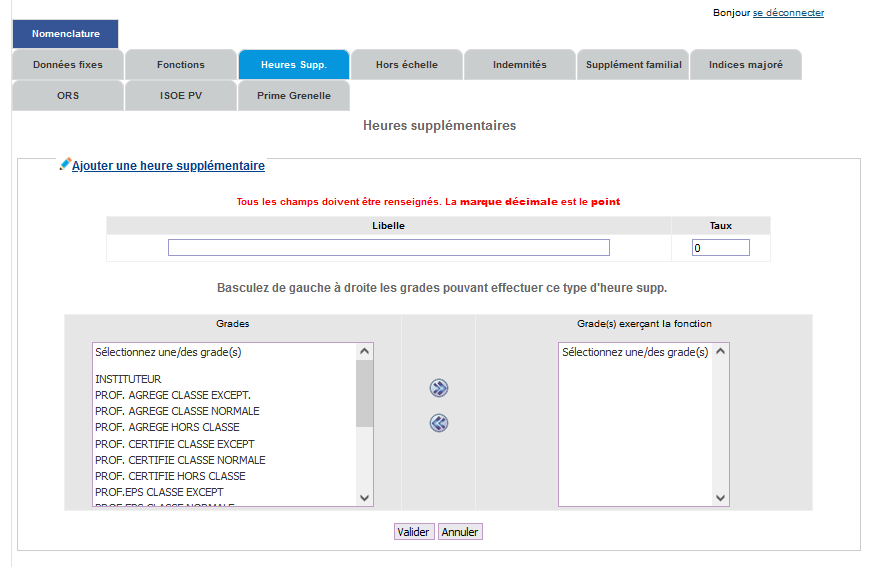 Bonjour se déconnecter
Nomenclature
Données fixes Fonctions Heures Supp. Hors échelle Indemnités Supplément familial Indices majoré
ORS ISOE PV Prime Grenelle
Heures supplémentaires
Ajouter une heure supplémentaire
Tous les champs doivent être renseignés. La marque décimale est le point
Libelle Taux
0
Basculez de gauche à droite les grades pouvant effectuer ce type d'heure supp.
Grades Grade(s) exerçant la fonction
Sélectionnez une/des grade(s) Sélectionnez une/des grade(s)
INSTITUTEUR
PROF. AGREGE CLASSE EXCEPT.
PROF. AGREGE CLASSE NORMALE
PROF. AGREGE HORS CLASSE
PROF. CERTIFIE CLASSE EXCEPT
PROF. CERTIFIE CLASSE NORMALE
PROF. CERTIFIE HORS CLASSE
PROF.EPS CLASSE EXCEPT
PROF.EPS CLASSE NORMALE
Valider Annuler